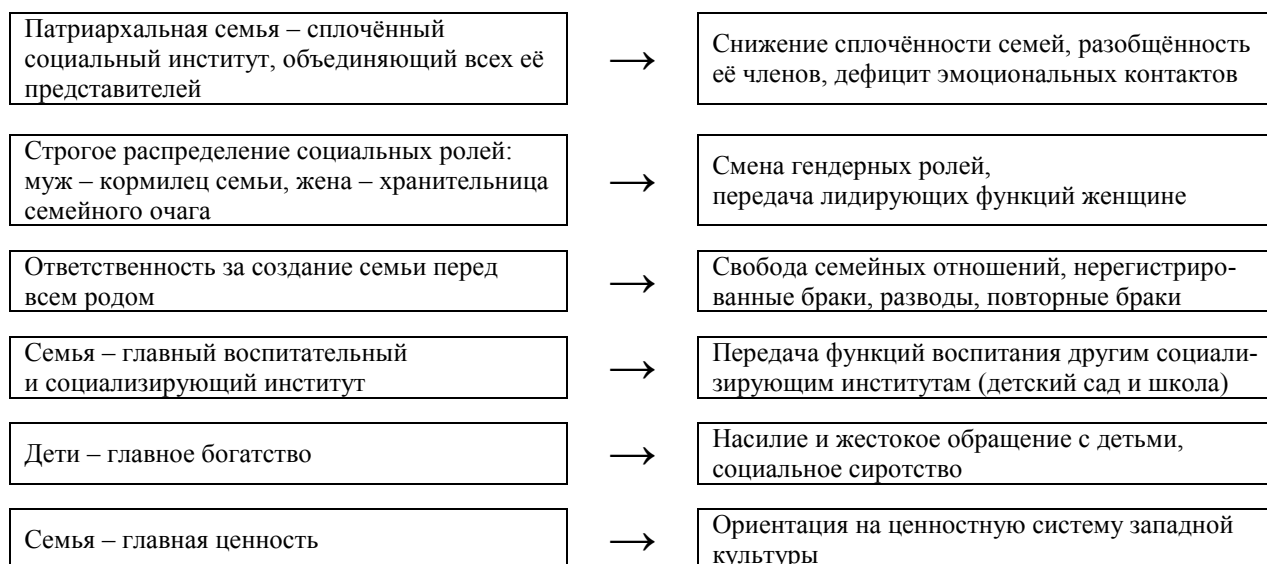 Патриархальная семья – сплочённый
социальный институт, объединяющий всех её
представителей
→
Снижение сплочённости семей, разобщённость
её членов, дефицит эмоциональных контактов
Строгое распределение социальных ролей:
муж – кормилец семьи, жена – хранительница
семейного очага
→
Смена гендерных ролей,
передача лидирующих функций женщине
Ответственность за создание семьи перед
всем родом
→
Свобода семейных отношений, нерегистриро-
ванные браки, разводы, повторные браки
Семья – главный воспитательный
и социализирующий институт
→
Передача функций воспитания другим социали-
зирующим институтам (детский сад и школа)
Дети – главное богатство
→
Насилие и жестокое обращение с детьми,
социальное сиротство
Семья – главная ценность
→
Ориентация на ценностную систему западной
культуры